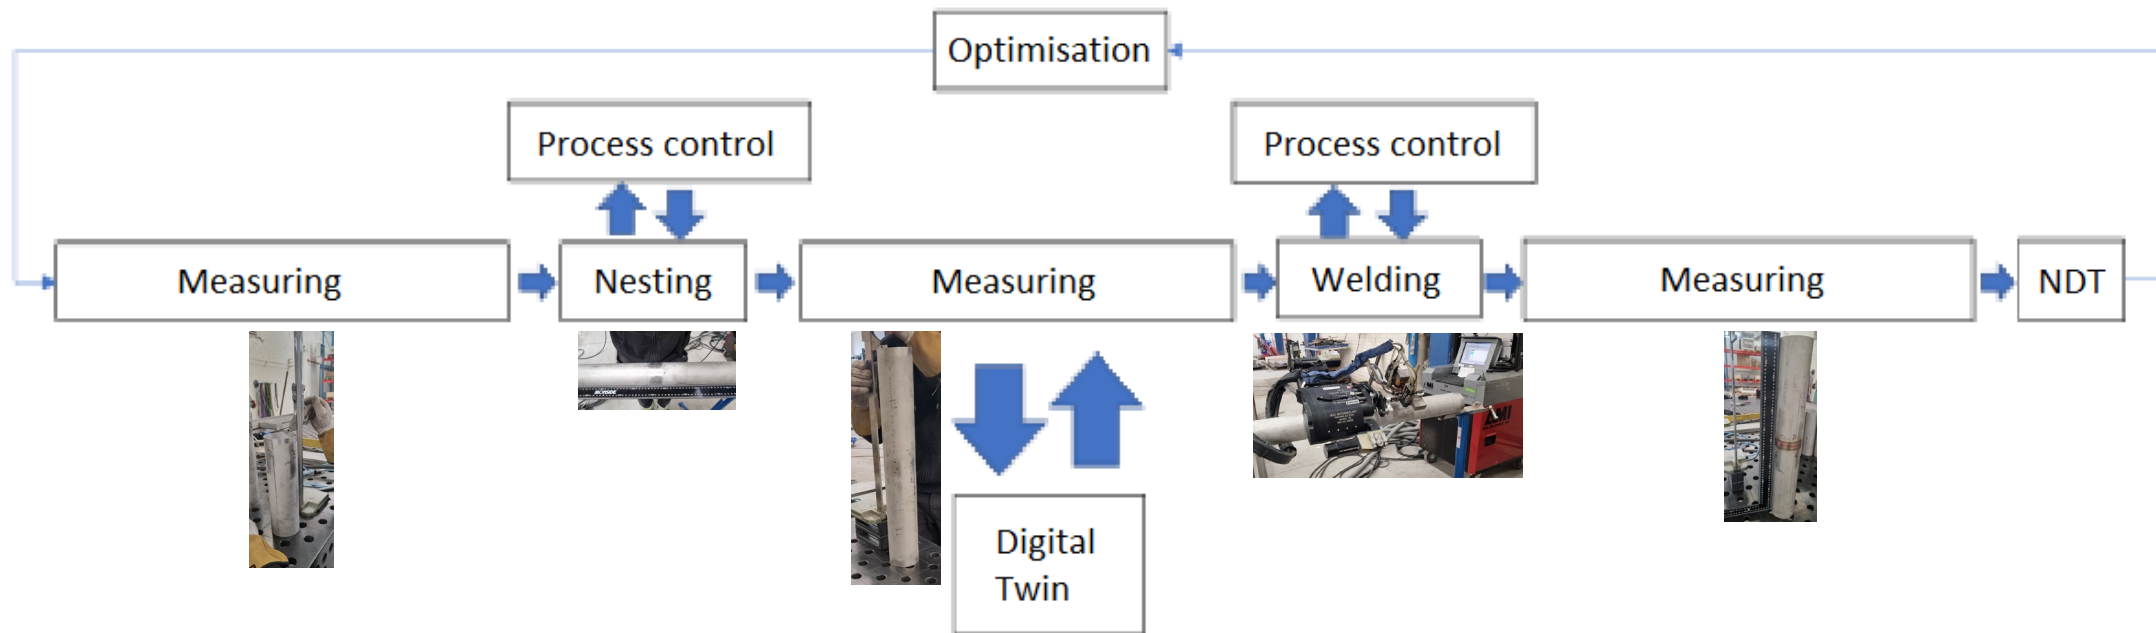 Optimisation
Process control
Process control
Measuring
Nesting
Measuring
Welding
Measuring
NDT
Digital
Twin